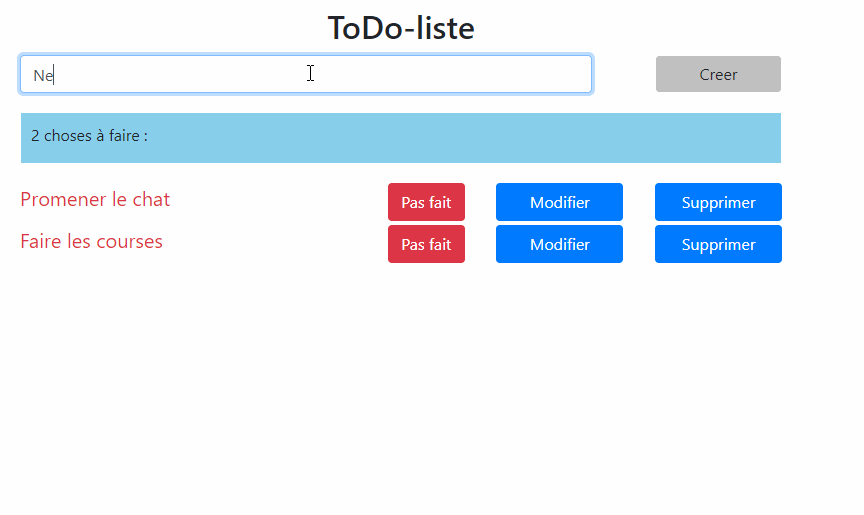 ToDo-liste
Ne Creer
2 choses à faire :
Promener le chat Pas fait Modifier Supprimer
Faire les courses Pas fait Modifier Supprimer